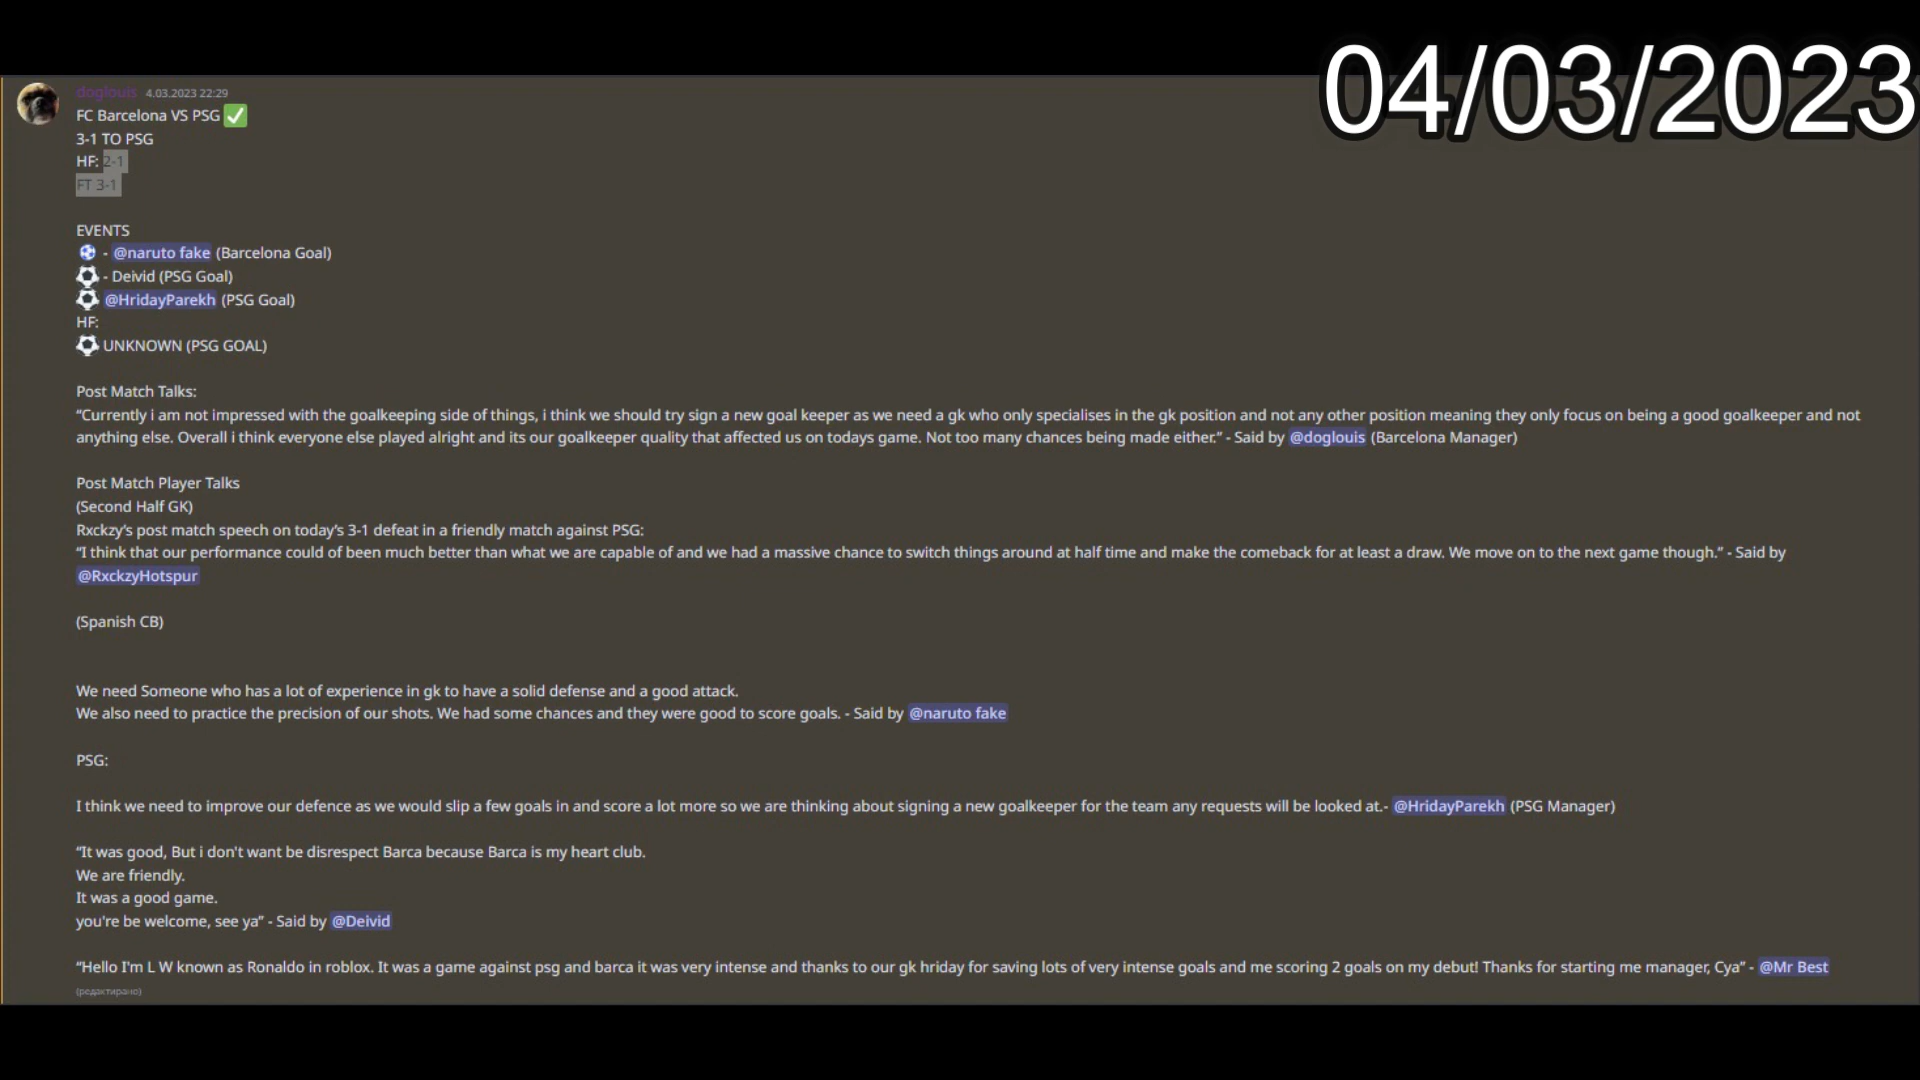 04/03/2023
doglouis 4.03.2023 22:29
FC Barcelona VS PSG ✅
3-1 TO PSG
HF: 2-1
FT 3-1
EVENTS
⚽ - @naruto fake (Barcelona Goal)
⚽ - Deivid (PSG Goal)
⚽ @HridayParekh (PSG Goal)
HF:
⚽ UNKNOWN (PSG GOAL)
Post Match Talks:
“Currently i am not impressed with the goalkeeping side of things, i think we should try sign a new goal keeper as we need a gk who only specialises in the gk position and not any other position meaning they only focus on being a good goalkeeper and not
anything else. Overall i think everyone else played alright and its our goalkeeper quality that affected us on todays game. Not too many chances being made either.” - Said by @doglouis (Barcelona Manager)
Post Match Player Talks
(Second Half GK)
Rxckzy’s post match speech on today’s 3-1 defeat in a friendly match against PSG:
“I think that our performance could of been much better than what we are capable of and we had a massive chance to switch things around at half time and make the comeback for at least a draw. We move on to the next game though.” - Said by
@RxckzyHotspur
(Spanish CB)
We need Someone who has a lot of experience in gk to have a solid defense and a good attack.
We also need to practice the precision of our shots. We had some chances and they were good to score goals. - Said by @naruto fake
PSG:
I think we need to improve our defence as we would slip a few goals in and score a lot more so we are thinking about signing a new goalkeeper for the team any requests will be looked at.- @HridayParekh (PSG Manager)
“It was good, But i don't want be disrespect Barca because Barca is my heart club.
We are friendly.
It was a good game.
you're be welcome, see ya” - Said by @Deivid
“Hello I'm L W known as Ronaldo in roblox. It was a game against psg and barca it was very intense and thanks to our gk hriday for saving lots of very intense goals and me scoring 2 goals on my debut! Thanks for starting me manager, Cya” - @Mr Best
(редактирано)